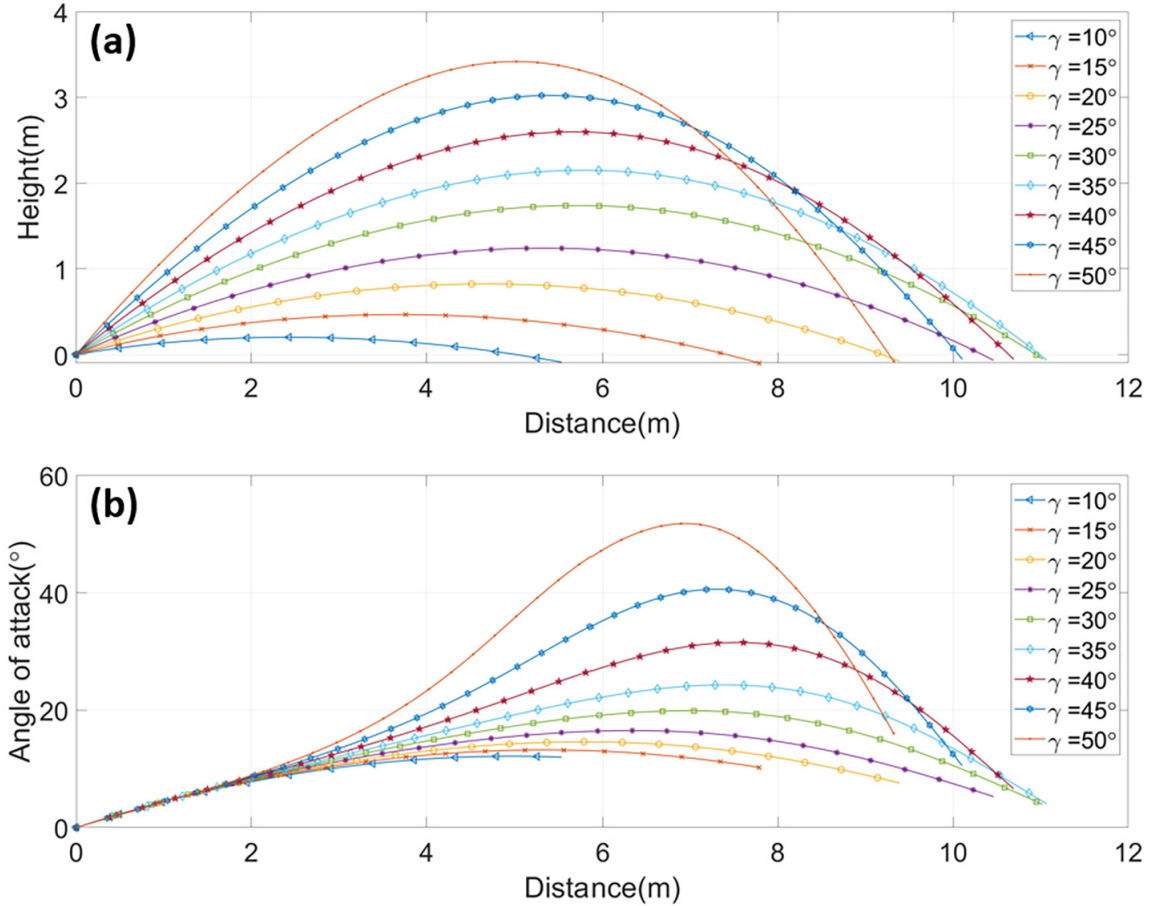 (a)
Height(m)
4
3
2
1
0
0 2 4 6 8 10 12
Distance(m)
γ =10°
γ =15°
γ =20°
γ =25°
γ =30°
γ =35°
γ =40°
γ =45°
γ =50°
(b)
Angle of attack(°)
60
40
20
0
0 2 4 6 8 10 12
Distance(m)
γ =10°
γ =15°
γ =20°
γ =25°
γ =30°
γ =35°
γ =40°
γ =45°
γ =50°